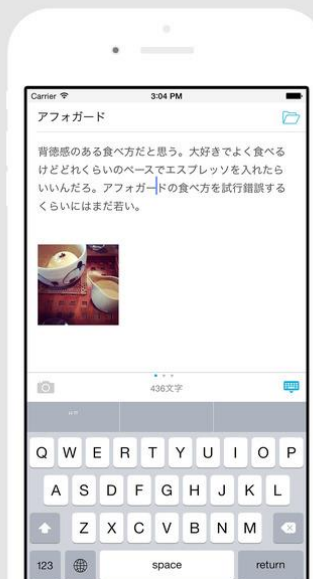 Carrier 3:04 PM
アフォガード
背徳感のある食べ方だと思う。大好きでよく食べる
けどどれくらいのペースでエスプレッソを入れたら
いいんだろ。アフォガードの食べ方を試行錯誤する
くらいにはまだ若い。
436文字
“”
Q W E R T Y U I O P
A S D F G H J K L
Z X C V B N M
123 space return